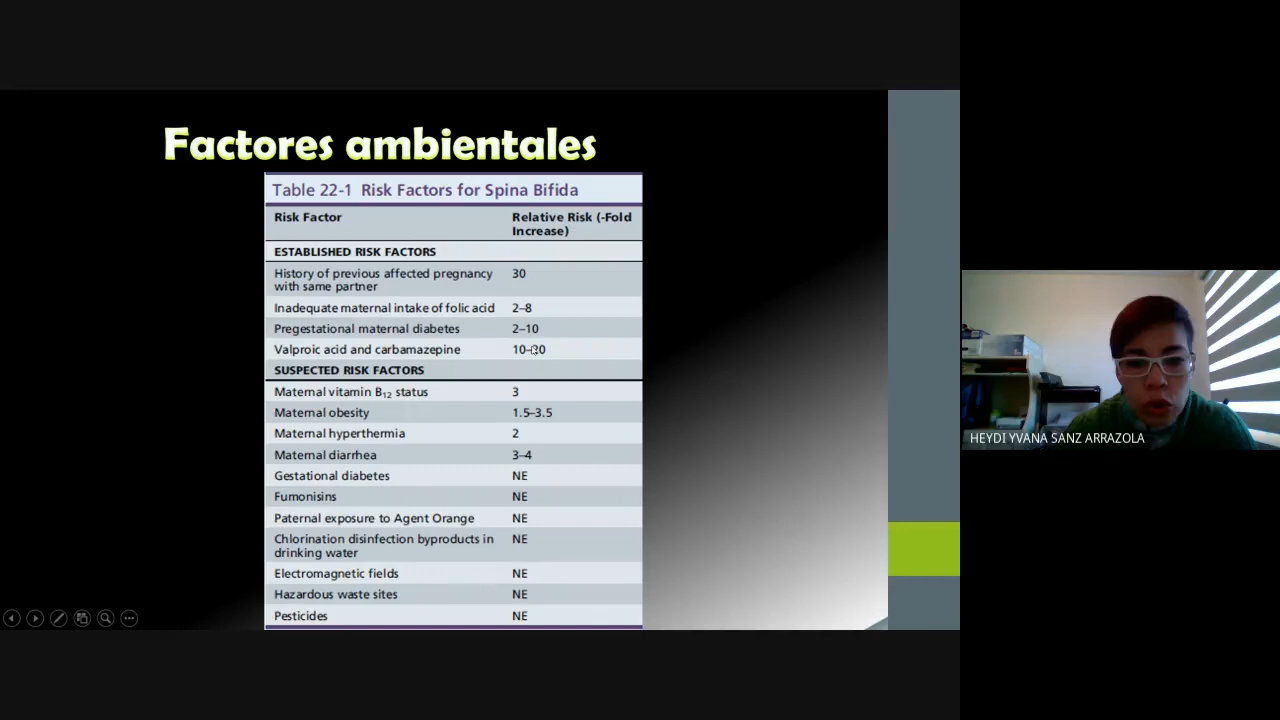 Factores ambientales
Table 22-1 Risk Factors for Spina Bifida
Risk Factor Relative Risk (-Fold
Increase)
ESTABLISHED RISK FACTORS
History of previous affected pregnancy 30
with same partner
Inadequate maternal intake of folic acid 2–8
Pregestational maternal diabetes 2–10
Valproic acid and carbamazepine
SUSPECTED RISK FACTORS
Maternal vitamin B12 status 3
Maternal obesity 1.5–3.5
Maternal hyperthermia 2
Maternal diarrhea 3–4
Gestational diabetes NE
Fumonisins NE
Paternal exposure to Agent Orange NE
Chlorination disinfection byproducts in NE
drinking water
Electromagnetic fields NE
Hazardous waste sites NE
Pesticides NE
HEYDI YVANA SANZ ARRAZOLA